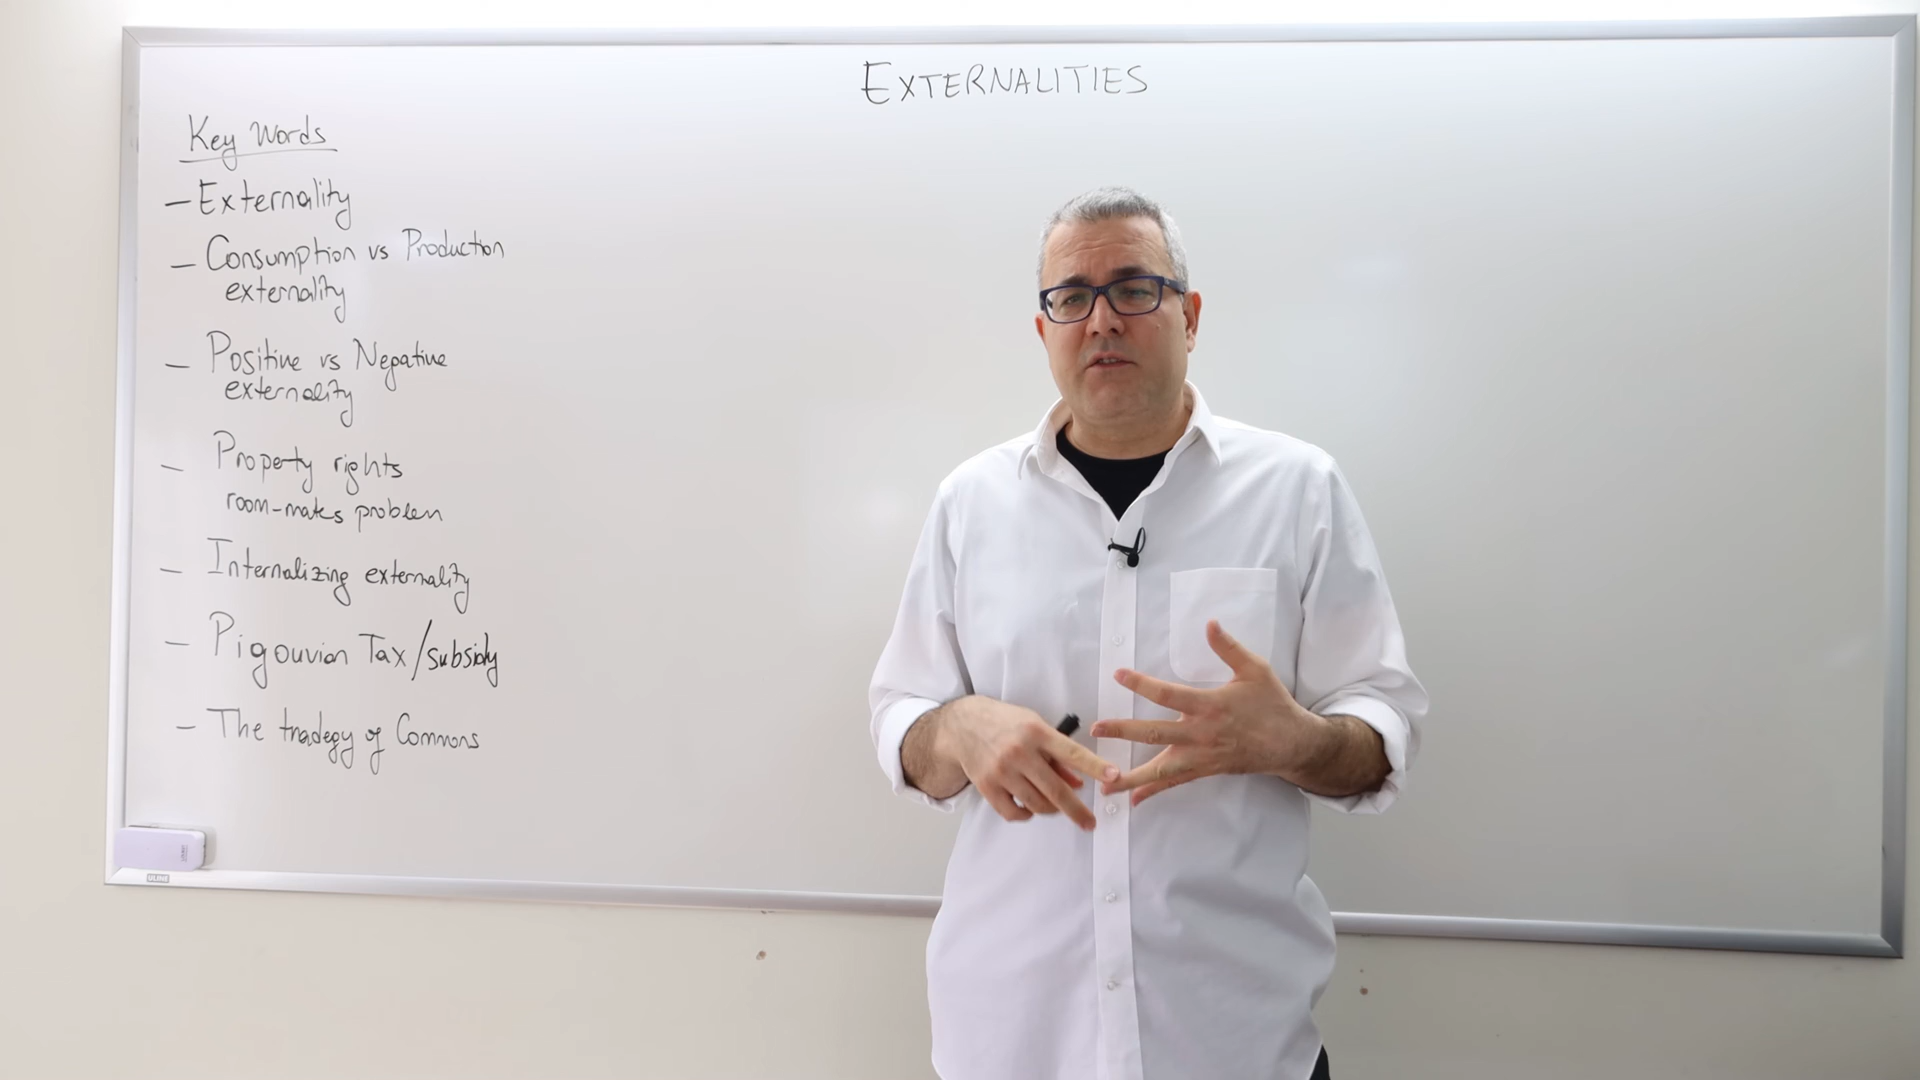 EXTERNALITIES
Key Words
- Externality
- Consumption vs Production
externality
- Positive vs Negative
externality
- Property rights
room-mates problem
- Internalizing externality
- Pigouvian Tax/subsidy
- The tradegy of Commons
ULINE